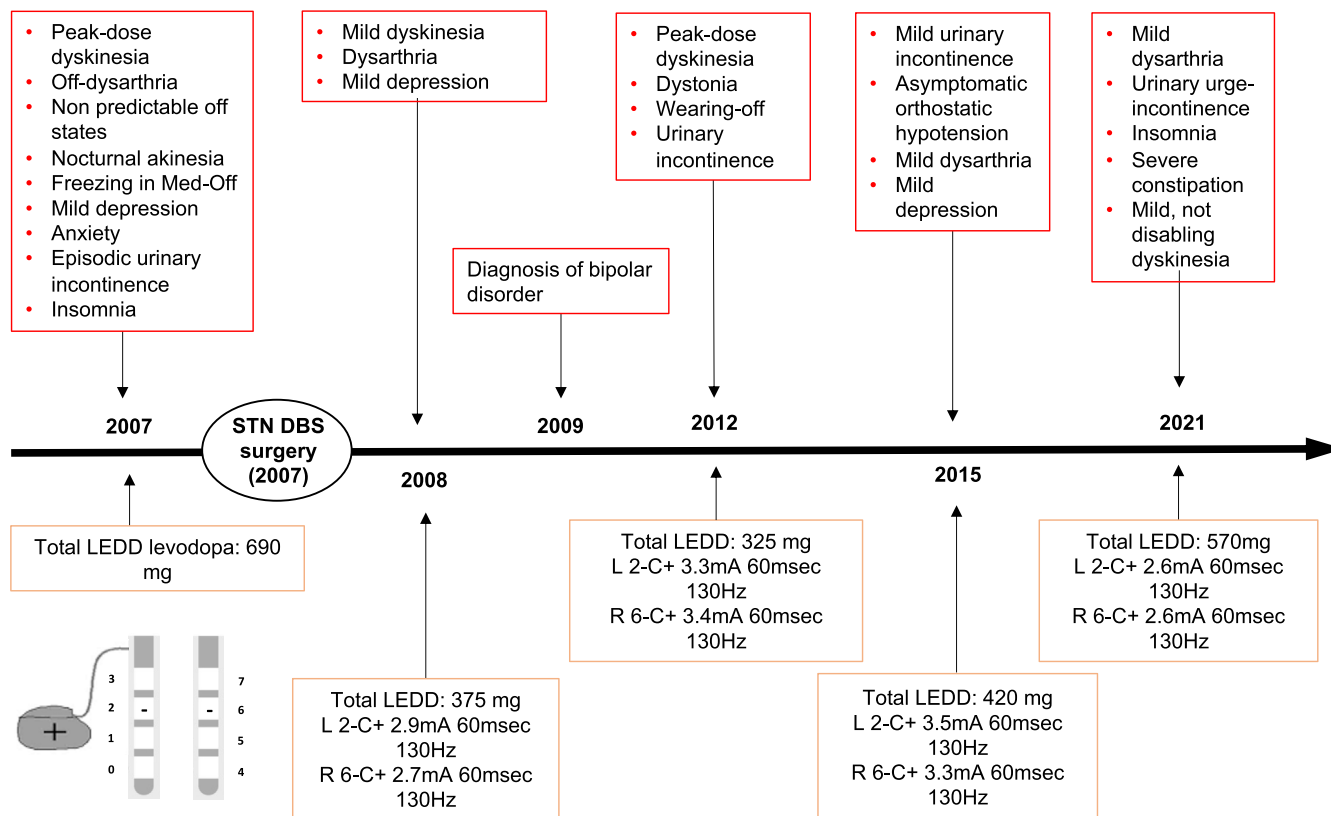 • Peak-dose
dyskinesia
• Off-dysarthria
• Non predictable off
states
• Nocturnal akinesia
• Freezing in Med-Off
• Mild depression
• Anxiety
• Episodic urinary
incontinence
• Insomnia
• Mild dyskinesia
• Dysarthria
• Mild depression
Diagnosis of bipolar
disorder
• Peak-dose
dyskinesia
• Dystonia
• Wearing-off
• Urinary
incontinence
• Mild urinary
incontinence
• Asymptomatic
orthostatic
hypotension
• Mild dysarthria
• Mild
depression
• Mild
dysarthria
• Urinary urge-
incontinence
• Insomnia
• Severe
constipation
• Mild, not
disabling
dyskinesia
2007
STN DBS
surgery
(2007)
2008
2009
2012
2015
2021
Total LEDD levodopa: 690
mg
Total LEDD: 375 mg
L 2-C+ 2.9mA 60msec
130Hz
R 6-C+ 2.7mA 60msec
130Hz
Total LEDD: 325 mg
L 2-C+ 3.3mA 60msec
130Hz
R 6-C+ 3.4mA 60msec
130Hz
Total LEDD: 420 mg
L 2-C+ 3.5mA 60msec
130Hz
R 6-C+ 3.3mA 60msec
130Hz
Total LEDD: 570mg
L 2-C+ 2.6mA 60msec
130Hz
R 6-C+ 2.6mA 60msec
130Hz
3 7
2 - - 6
+
1 5
0 4